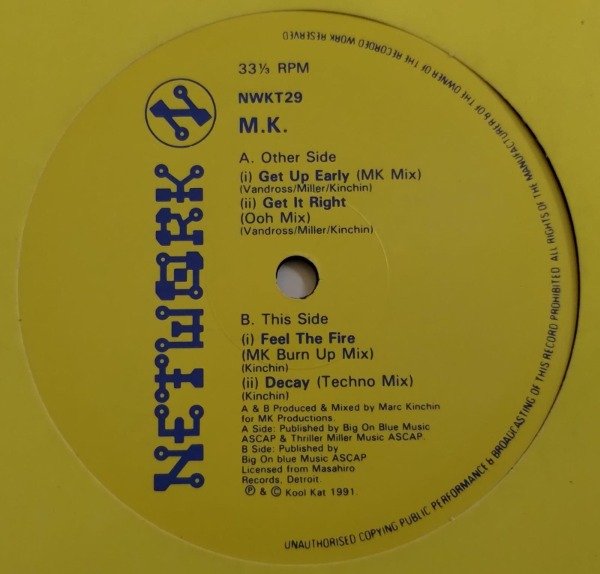 33⅓ RPM
NWKT29
M.K.
A. Other Side
(i) Get Up Early (MK Mix)
(Vandross/Miller/Kinchin)
(ii) Get It Right
(Ooh Mix)
(Vandross/Miller/Kinchin)
B. This Side
(i) Feel The Fire
(MK Burn Up Mix)
(Kinchin)
(ii) Decay (Techno Mix)
(Kinchin)
A & B Produced & Mixed by Marc Kinchin
for MK Productions.
A Side: Published by Big On Blue Music
ASCAP & Thriller Miller Music ASCAP.
B Side: Published by
Big On blue Music ASCAP
Licensed from Masahiro
Records, Detroit.
℗ & © Kool Kat 1991.
NETWORK
N
ALL RIGHTS OF THE MANUFACTURER & OF THE OWNER OF THE RECORDED WORK RESERVED
UNAUTHORISED COPYING PUBLIC PERFORMANCE & BROADCASTING OF THIS RECORD PROHIBITED